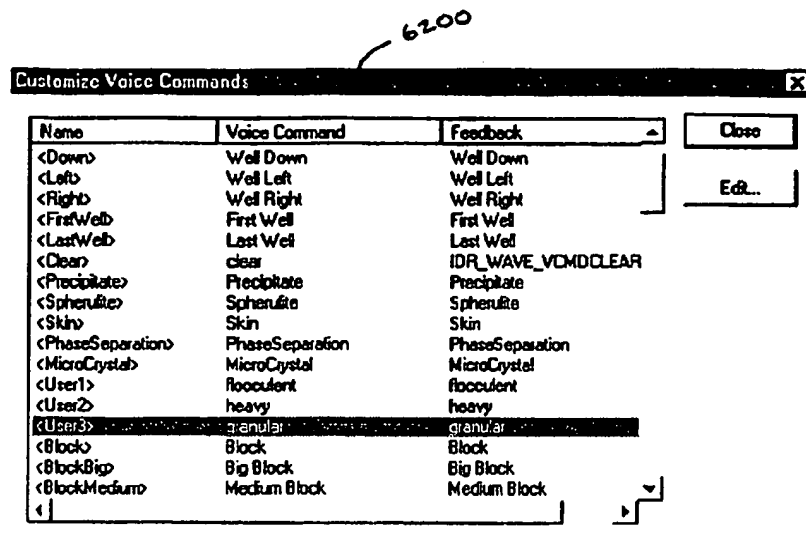 6200
Customize Voice Commands
Name Voice Command Feedback Close
<Down> Well Down Well Down
<Left> Well Left Well Left Edit...
<Right> Well Right Well Right
<FirstWell> First Well First Well
<LastWell> Last Well Last Well
<Clear> clear IDR_WAVE_VCMDCLEAR
<Precipitate> Precipitate Precipitate
<Spherulite> Spherulite Spherulite
<Skin> Skin Skin
<PhaseSeparation> PhaseSeparation PhaseSeparation
<MicroCrystal> MicroCrystal MicroCrystal
<User1> flocculent flocculent
<User2> heavy heavy
<User3> granular granular
<Block> Block Block
<BlockBig> Big Block Big Block
<BlockMedium> Medium Block Medium Block